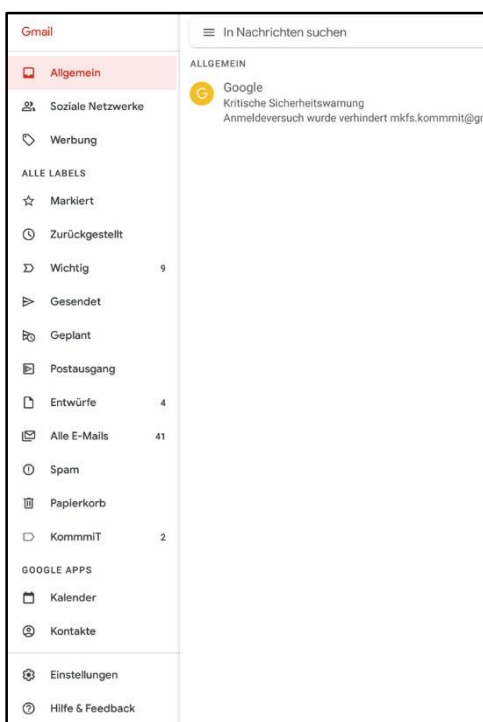 Gmail
Allgemein
Soziale Netzwerke
Werbung
ALLE LABELS
Markiert
Zurückgestellt
Wichtig 9
Gesendet
Geplant
Postausgang
Entwürfe 4
Alle E-Mails 41
Spam
Papierkorb
KommmiT 2
GOOGLE APPS
Kalender
Kontakte
Einstellungen
Hilfe & Feedback
In Nachrichten suchen
ALLGEMEIN
G
Google
Kritische Sicherheitswarnung
Anmeldeversuch wurde verhindert mkfs.kommmit@gr